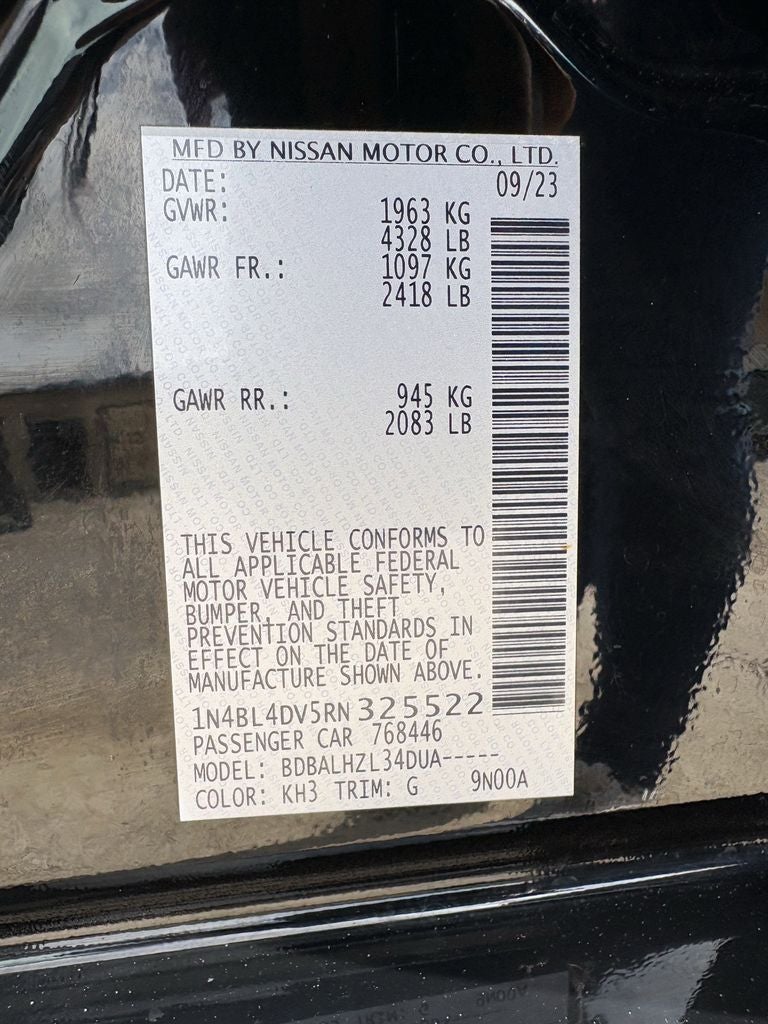 MFD BY NISSAN MOTOR CO., LTD.
DATE: 09/23
GVWR: 1963 KG
4328 LB
GAWR FR.: 1097 KG
2418 LB
GAWR RR.: 945 KG
2083 LB
THIS VEHICLE CONFORMS TO
ALL APPLICABLE FEDERAL
MOTOR VEHICLE SAFETY,
BUMPER, AND THEFT
PREVENTION STANDARDS IN
EFFECT ON THE DATE OF
MANUFACTURE SHOWN ABOVE.
1N4BL4DV5RN325522
PASSENGER CAR 768446
MODEL: BDBALHZL34DUA-----
COLOR: KH3 TRIM: G 9N00A